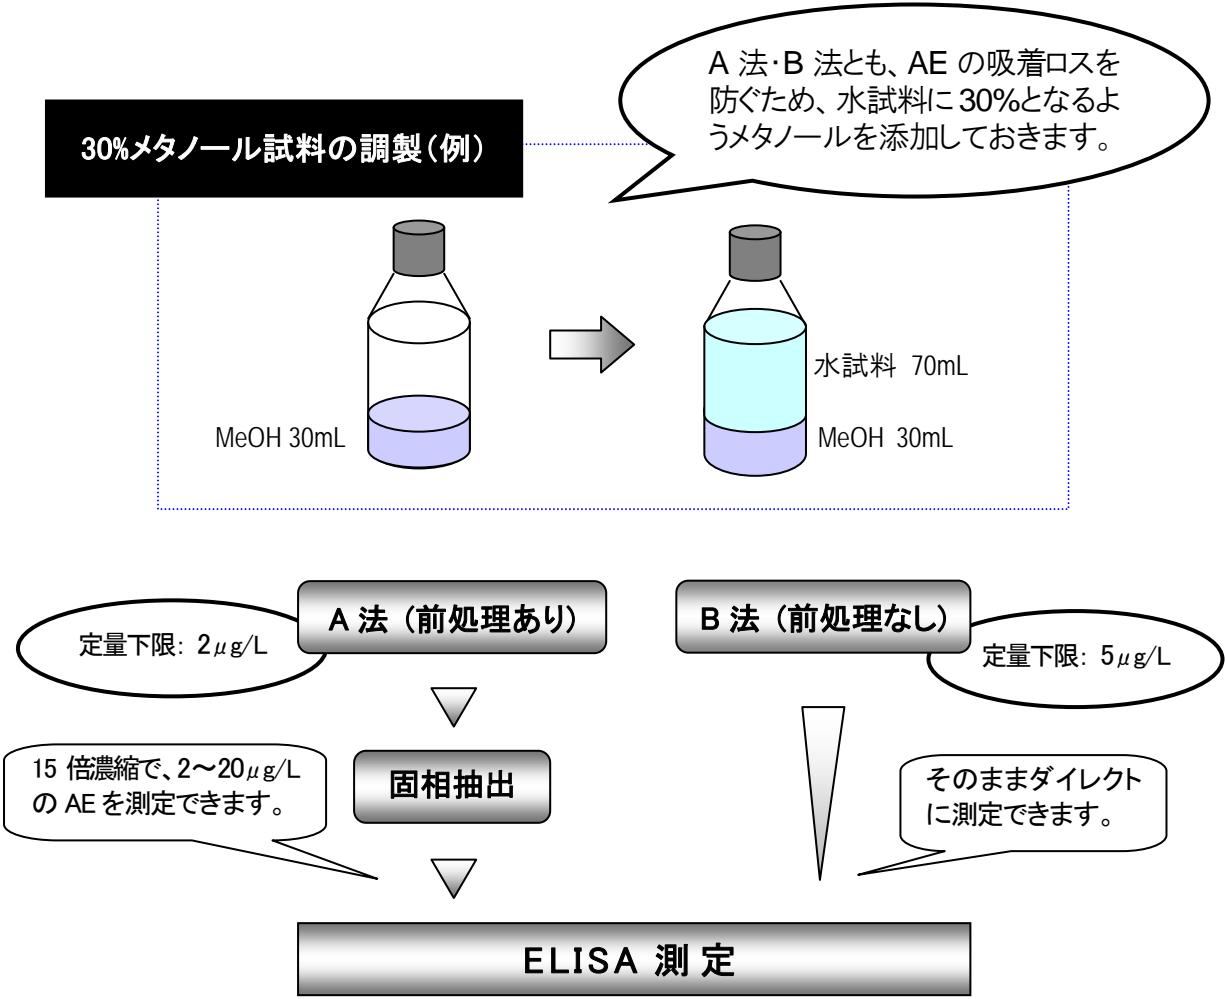 A 法･B 法とも、AE の吸着ロスを
防ぐため、水試料に 30%となるよ
うメタノールを添加しておきます。
30%メタノール試料の調製（例）
水試料 70mL
MeOH 30mL
MeOH 30mL
A 法（前処理あり）
B 法（前処理なし）
定量下限： 2μg/L
定量下限： 5μg/L
15 倍濃縮で、2～20μg/L
の AE を測定できます。
固相抽出
そのままダイレクト
に測定できます。
ELISA 測 定